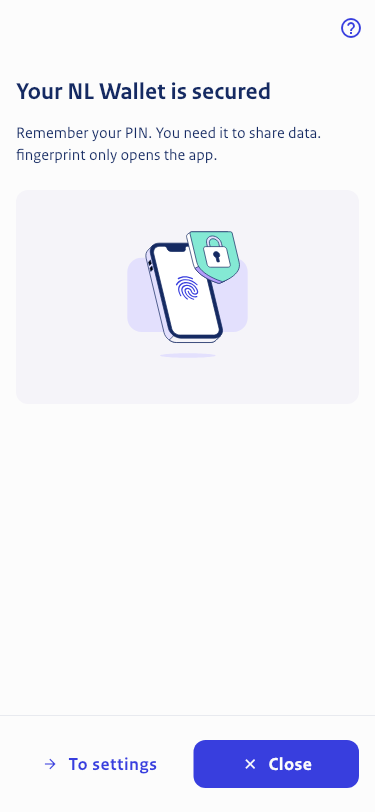 Your NL Wallet is secured
Remember your PIN. You need it to share data.
fingerprint only opens the app.
To settings
Close